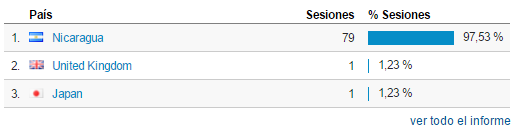 País Sesiones % Sesiones
1. Nicaragua 79 97,53 %
2. United Kingdom 1 1,23 %
3. Japan 1 1,23 %
ver todo el informe